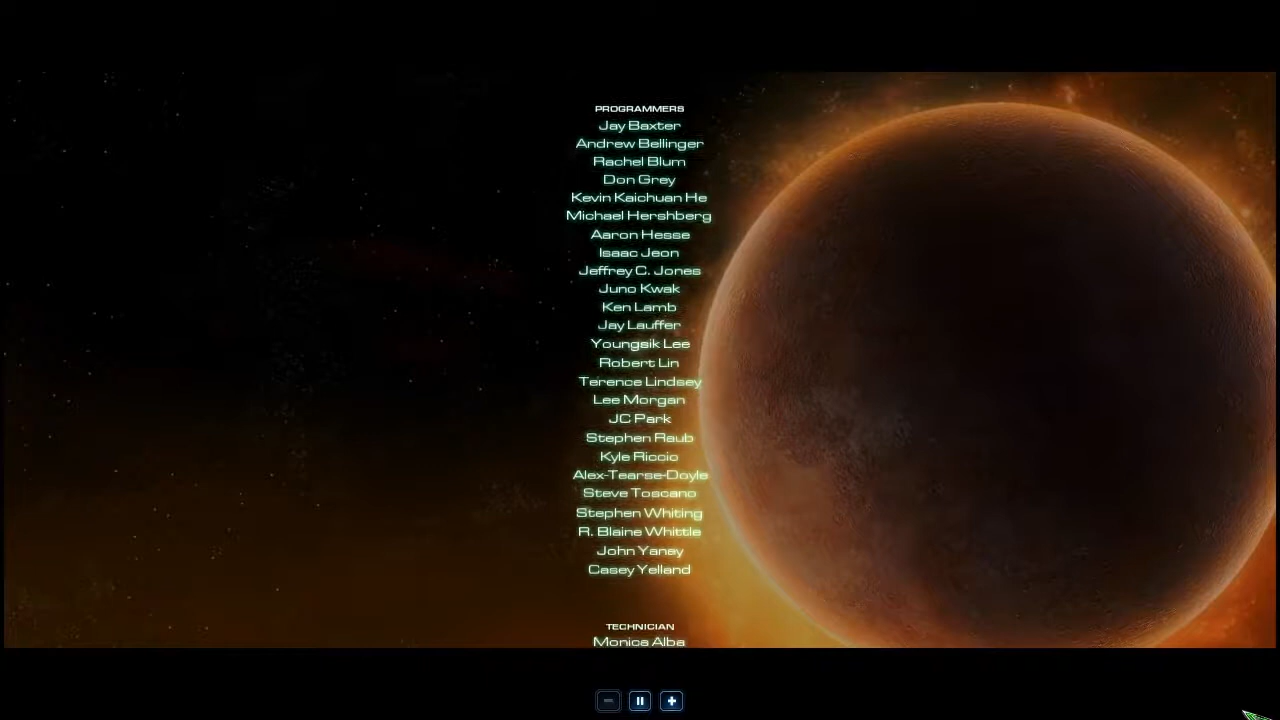 PROGRAMMERS
Jay Baxter
Andrew Bellinger
Rachel Blum
Don Grey
Kevin Kaichuan He
Michael Hershberg
Aaron Hesse
Isaac Jeon
Jeffrey C. Jones
Juno Kwak
Ken Lamb
Jay Lauffer
Youngsik Lee
Robert Lin
Terence Lindsey
Lee Morgan
JC Park
Stephen Raub
Kyle Riccio
Alex-Tearse-Doyle
Steve Toscano
Stephen Whiting
R. Blaine Whittle
John Yaney
Casey Yelland
TECHNICIAN
Monica Alba